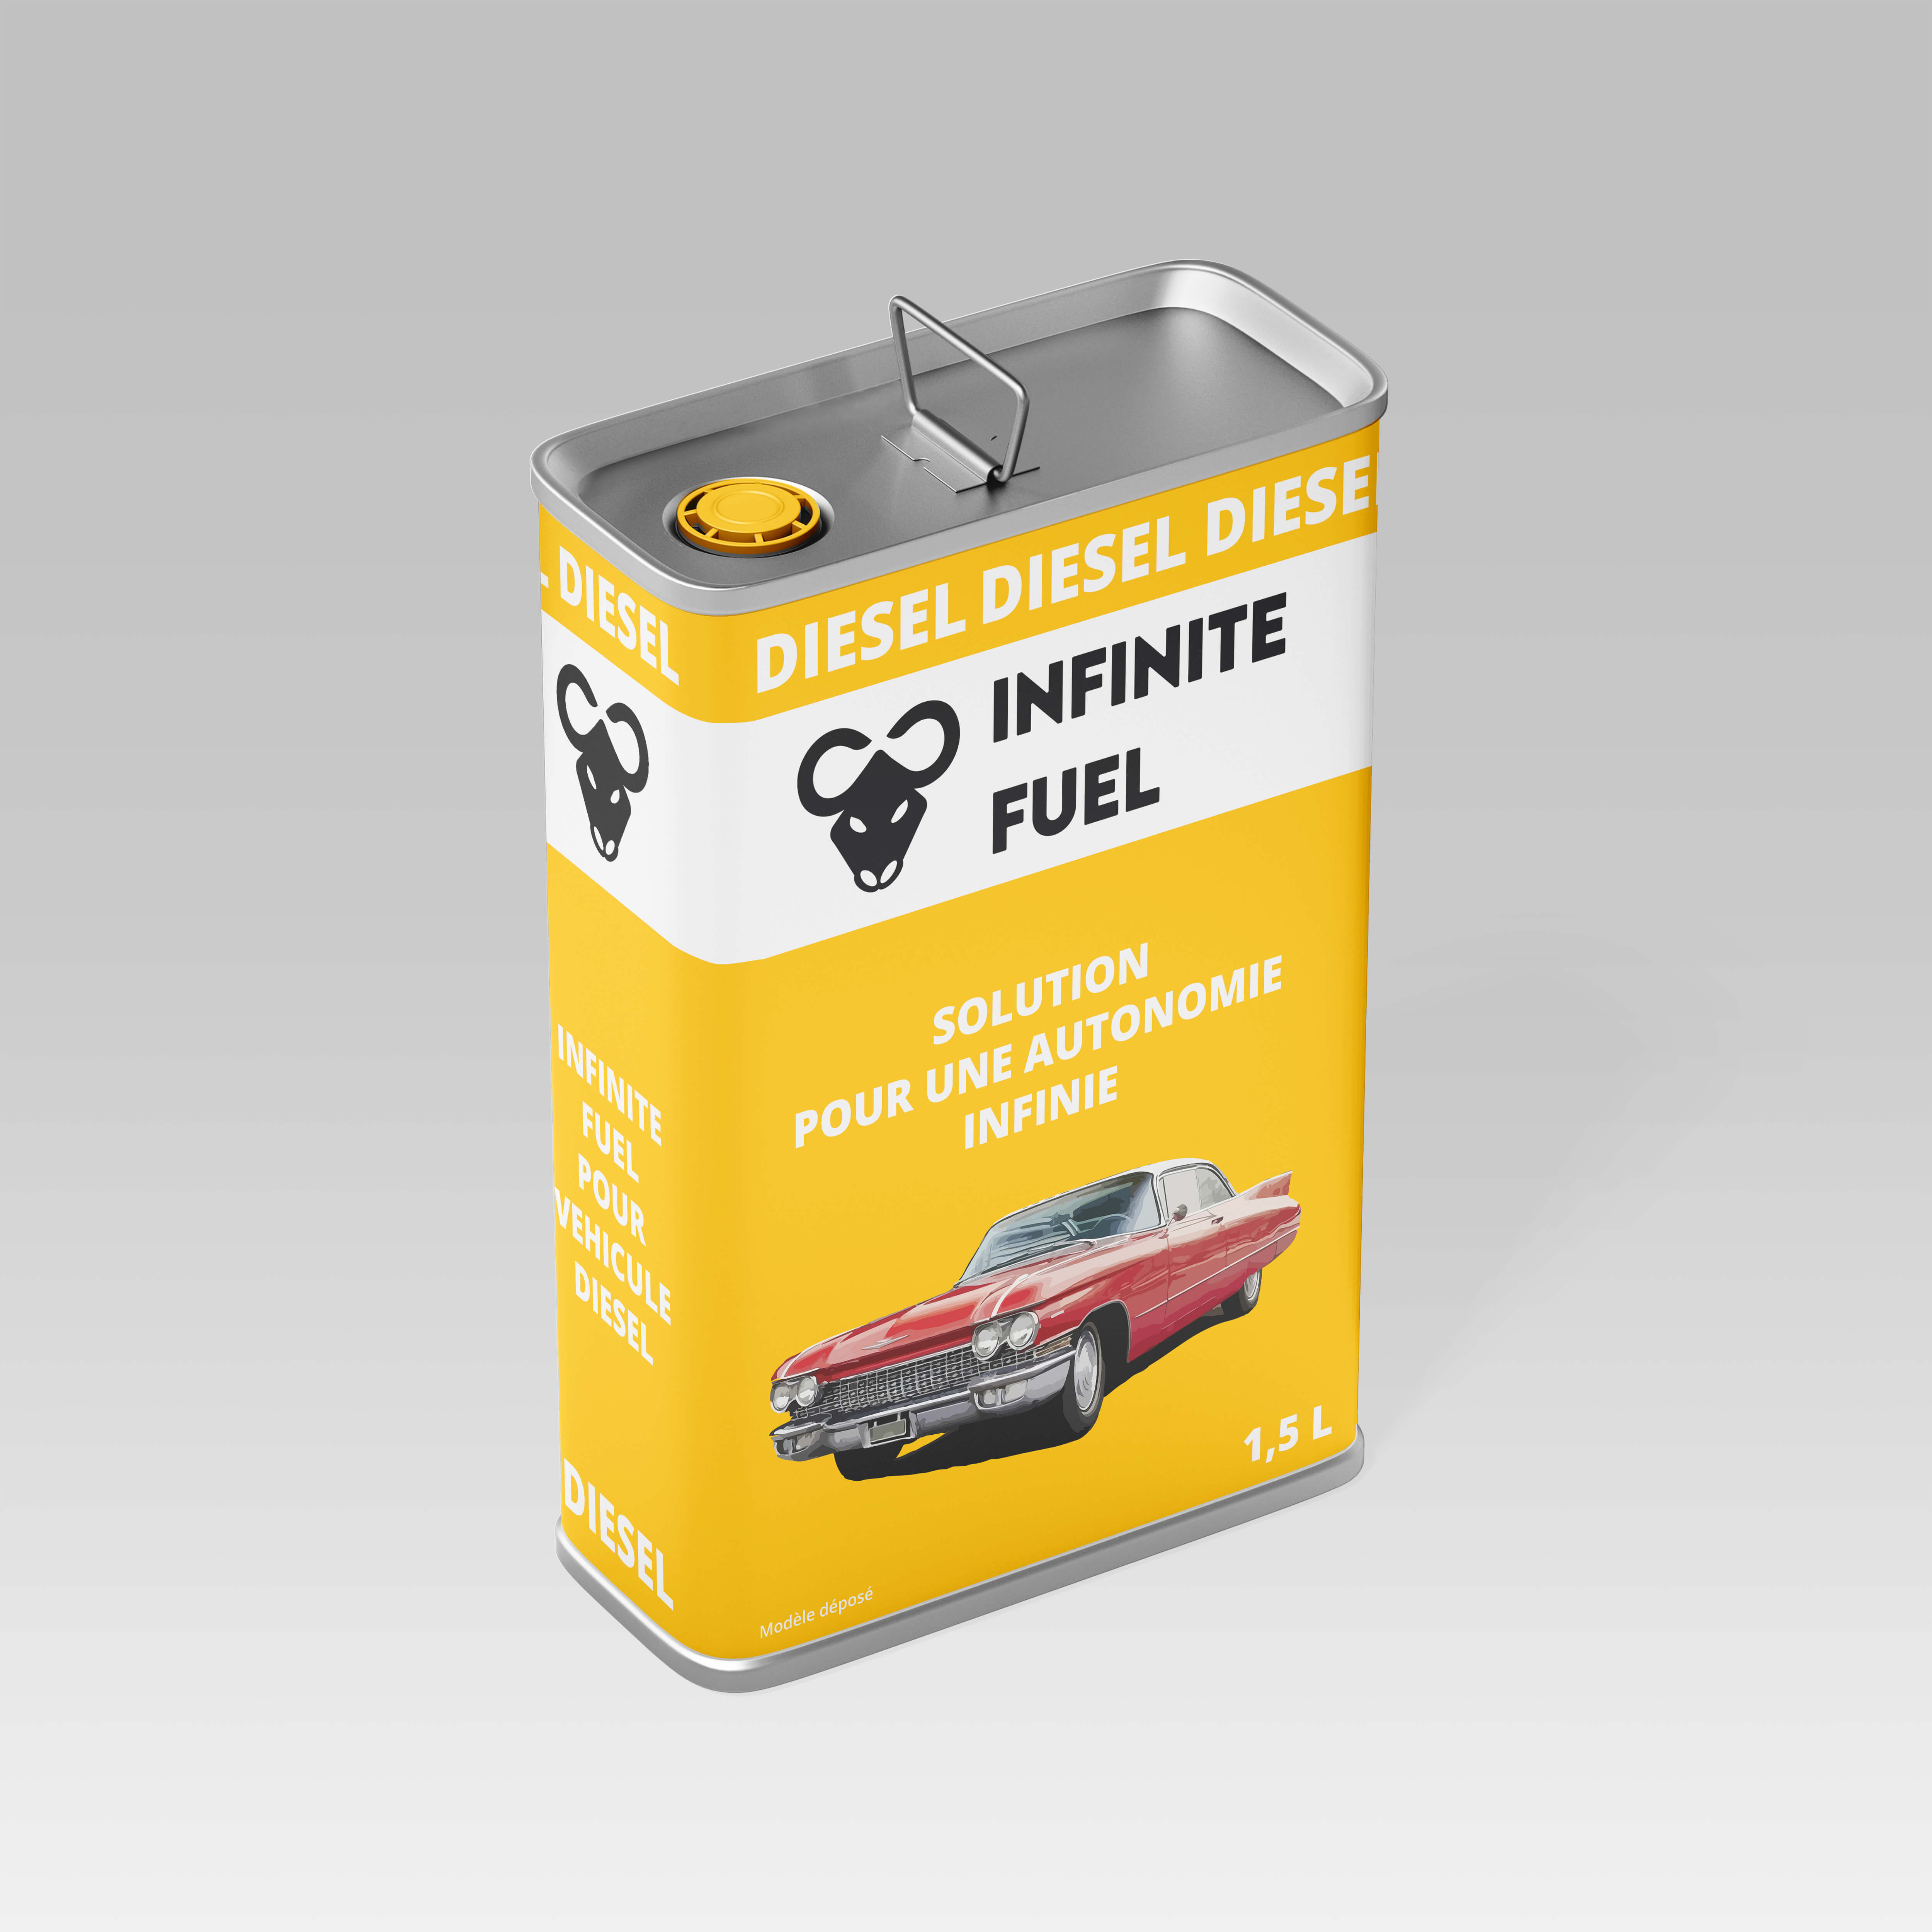 DIESEL DIESEL DIESE
INFINITE
FUEL
SOLUTION
POUR UNE AUTONOMIE
INFINIE
1,5 L
Modèle déposé
DIESEL
INFINITE
FUEL
POUR
VEHICULE
DIESEL
DIESEL